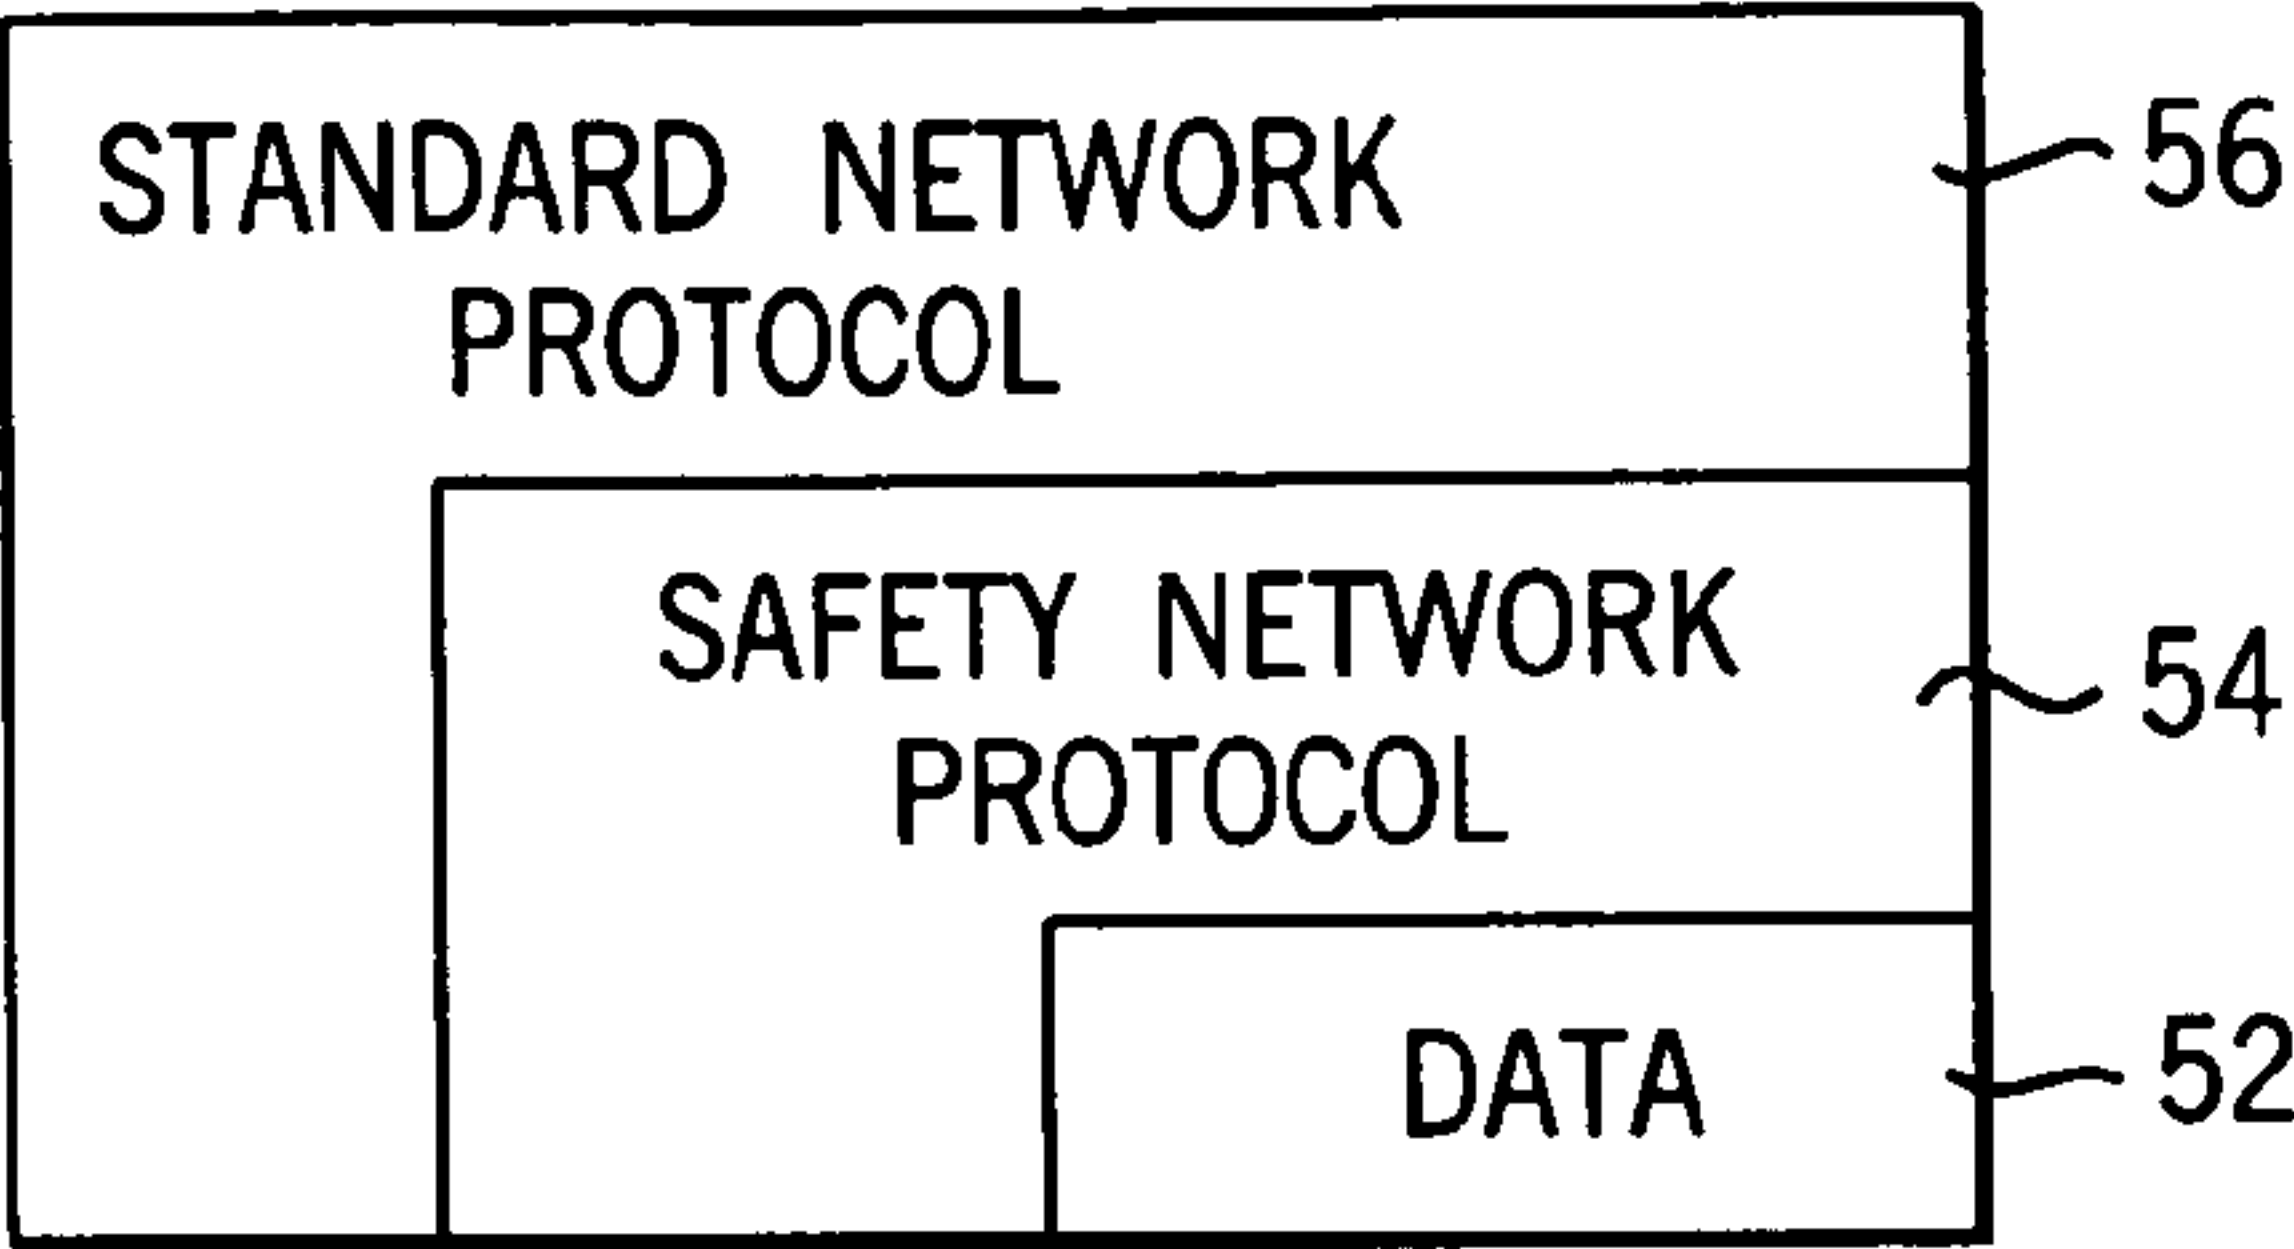 STANDARD NETWORK
PROTOCOL
56
SAFETY NETWORK
PROTOCOL
54
DATA
52